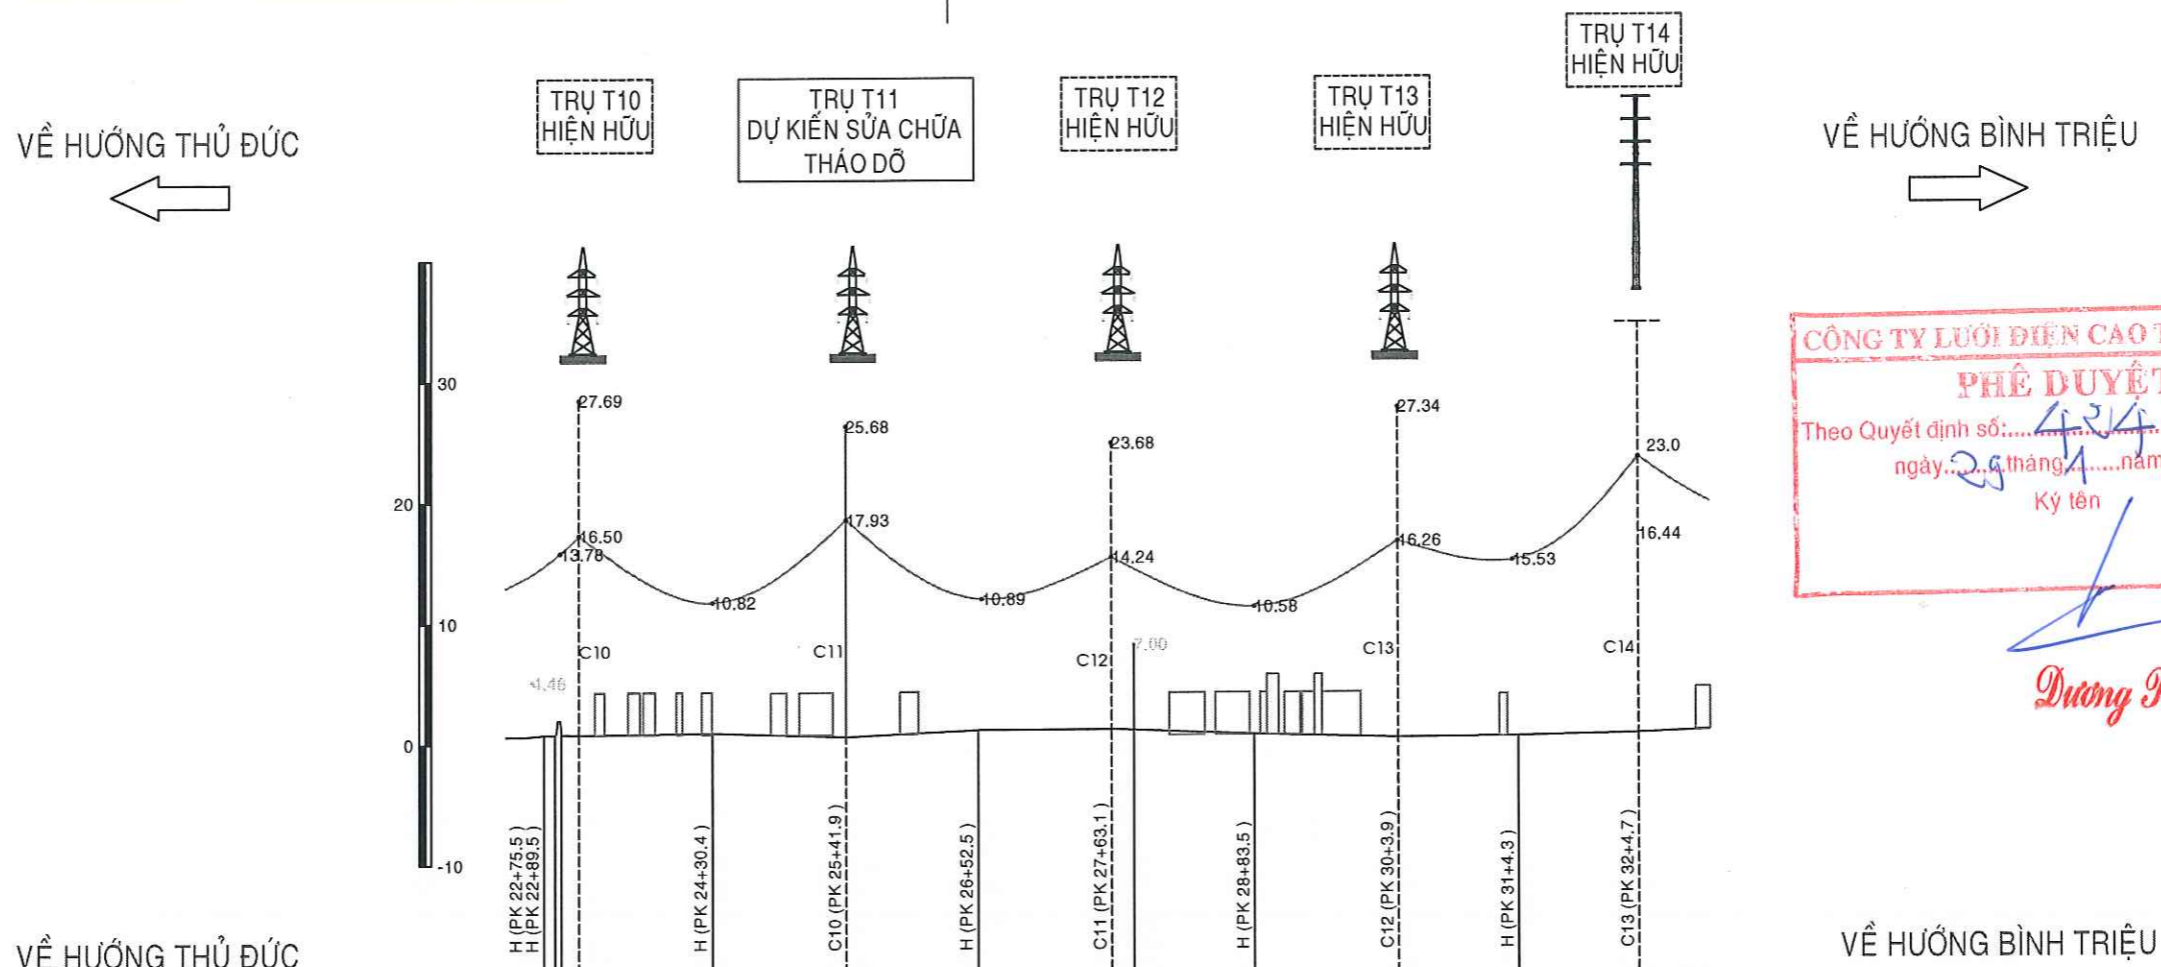 TRỤ T14
HIỆN HỮU
TRỤ T10
HIỆN HỮU
TRỤ T11
DỰ KIẾN SỬA CHỮA
THÁO DỠ
TRỤ T12
HIỆN HỮU
TRỤ T13
HIỆN HỮU
VỀ HƯỚNG THỦ ĐỨC
VỀ HƯỚNG BÌNH TRIỆU
CÔNG TY LƯỚI ĐIỆN CAO T
PHÊ DUYỆT
Theo Quyết định số:
ngày 29 tháng 1 năm
Ký tên
Dương
30
20
10
0
-10
27.69
25.68
23.68
27.34
23.0
16.50
13.78
17.93
14.24
16.26
15.53
16.44
10.82
10.89
10.58
C10
C11
C12
C13
C14
4.46
7.00
H (PK 22+75.5 )
H (PK 22+89.5 )
H (PK 24+30.4 )
C10 (PK 25+41.9 )
H (PK 26+52.5 )
C11 (PK 27+63.1 )
H (PK 28+83.5 )
C12 (PK 30+3.9 )
H (PK 31+4.3 )
C13 (PK 32+4.7 )
VỀ HƯỚNG THỦ ĐỨC
VỀ HƯỚNG BÌNH TRIỆU